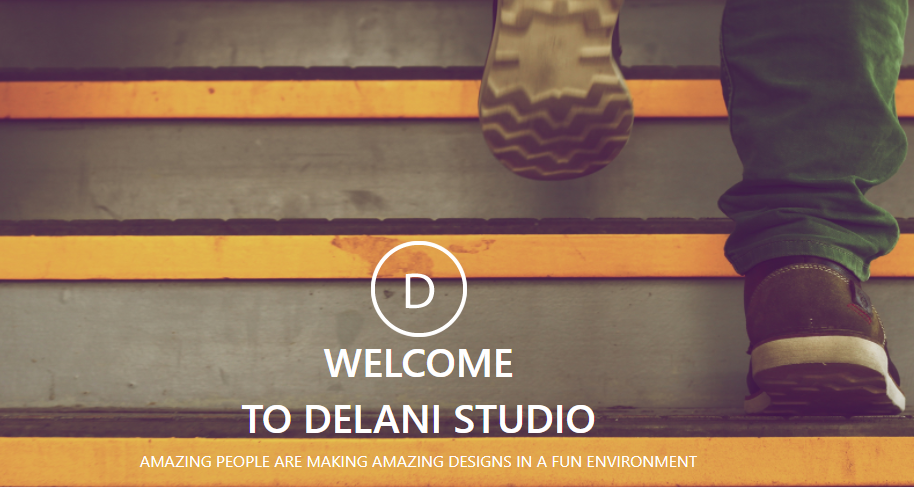 D
WELCOME
TO DELANI STUDIO
AMAZING PEOPLE ARE MAKING AMAZING DESIGNS IN A FUN ENVIRONMENT